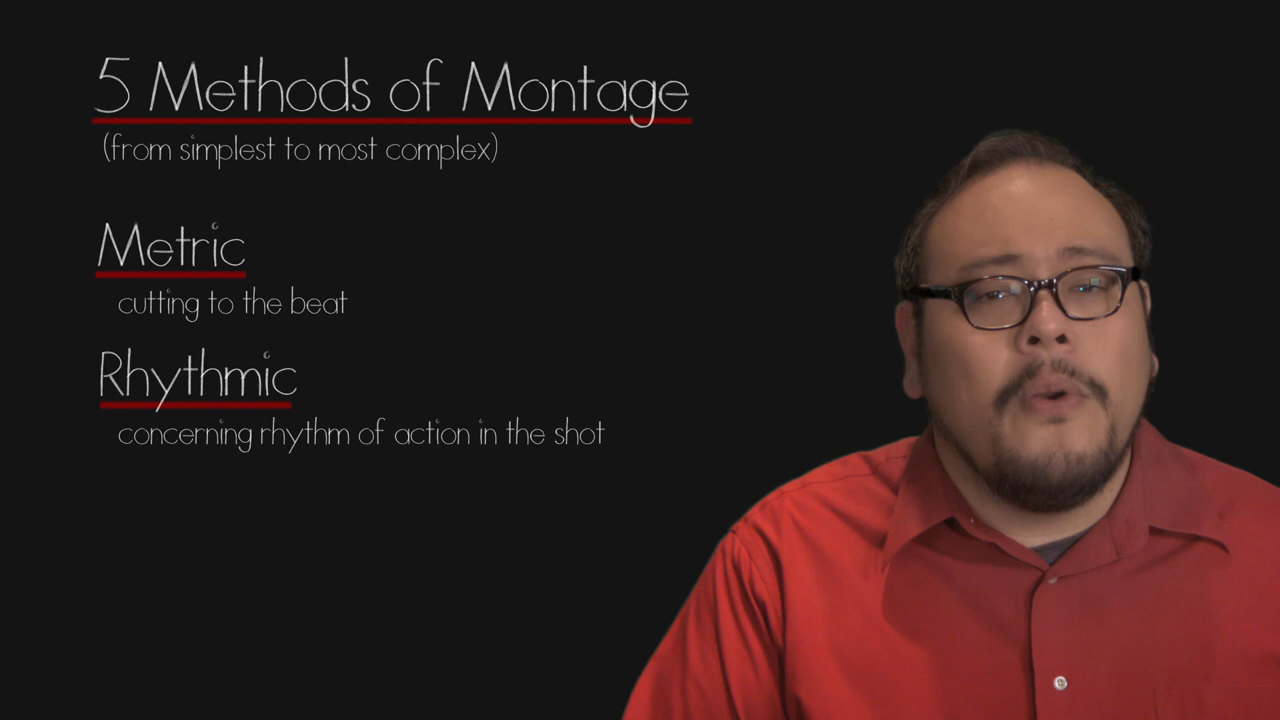 5 Methods of Montage
(from simplest to most complex)
Metric
cutting to the beat
Rhythmic
concerning rhythm of action in the shot